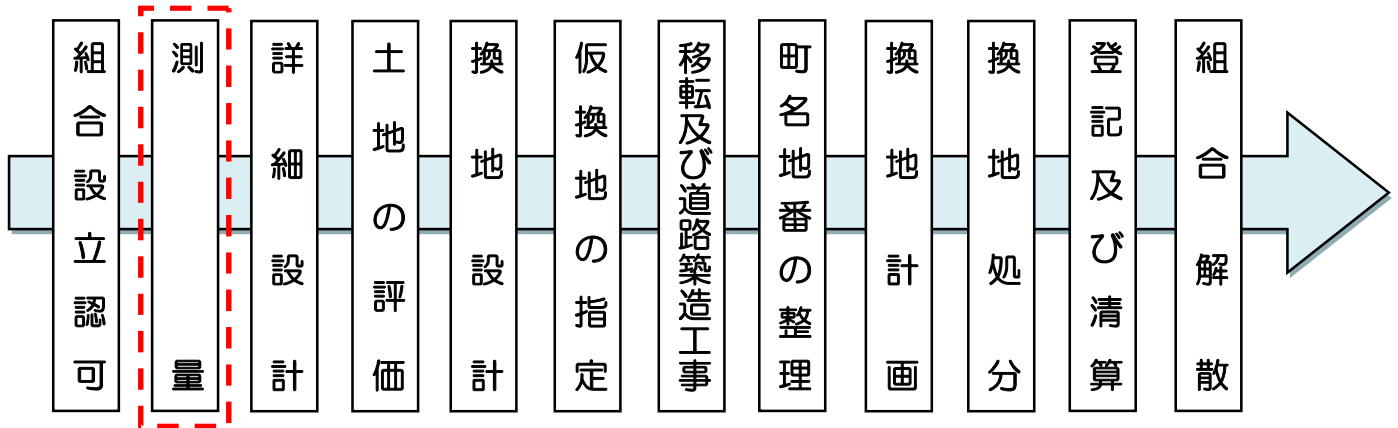 組合設立認可
測量
詳細設計
土地の評価
換地設計
仮換地の指定
移転及び道路築造工事
町名地番の整理
換地計画
換地処分
登記及び清算
組合解散